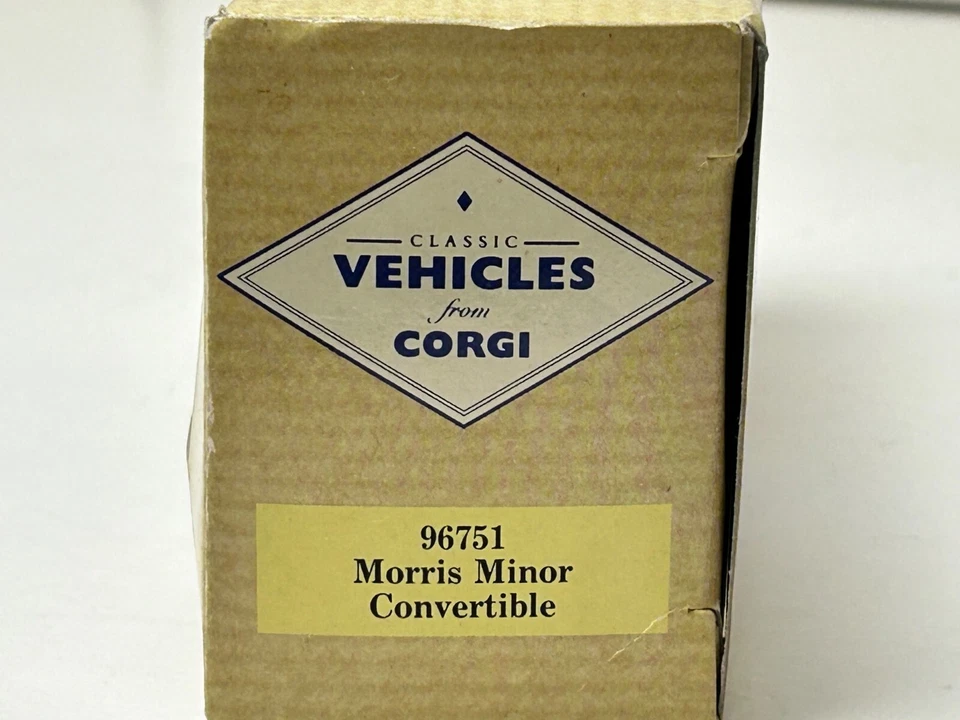 CLASSIC
VEHICLES
from
CORGI
96751
Morris Minor
Convertible